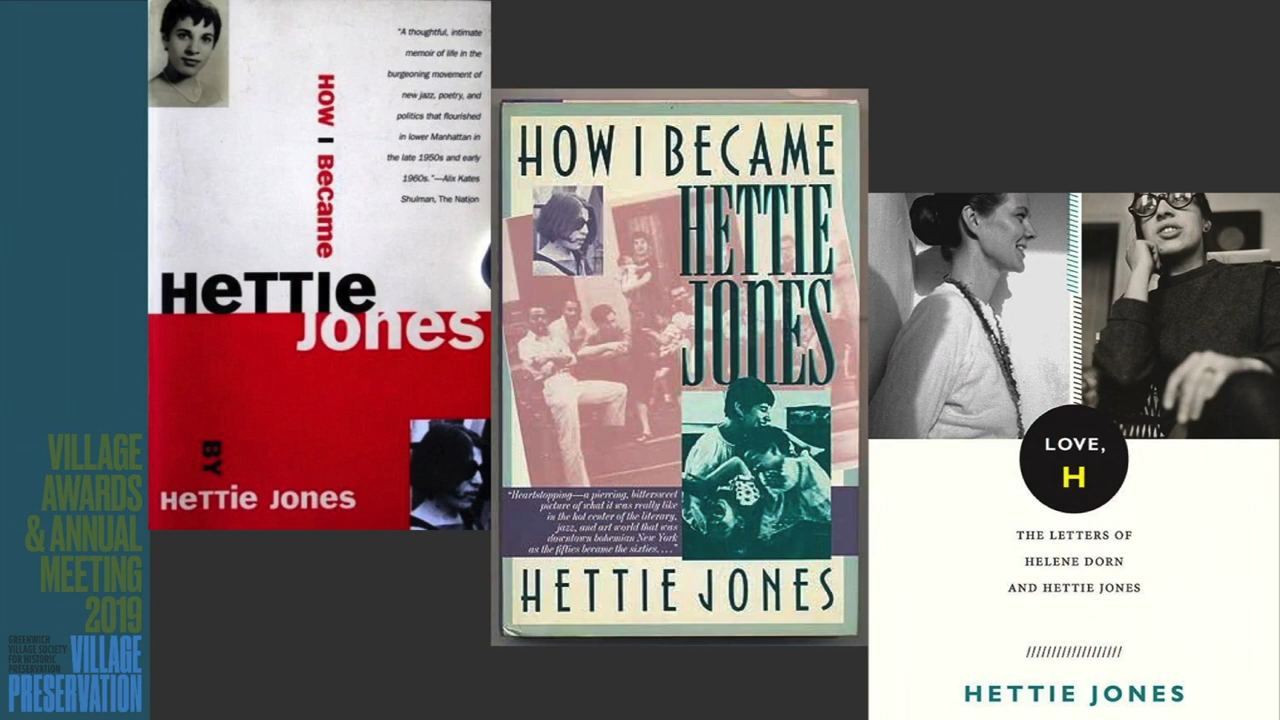 VILLAGE
AWARDS
& ANNUAL
MEETING
2019
GREENWICH
VILLAGE SOCIETY
FOR HISTORIC
PRESERVATION
VILLAGE
PRESERVATION
"A thoughtful, intimate
memoir of life in the
burgeoning movement of
new jazz, poetry, and
politics that flourished
in lower Manhattan in
the late 1950s and early
1960s."—Alix Kates
Shulman, The Nation
HOW I Became
HeTTIe
Jones
BY
HeTTie Jones
HOW I BECAME
HETTIE
JONES
"Heartstopping—a piercing, bittersweet
picture of what it was really like
in the hot center of the literary,
jazz, and art world that was
downtown bohemian New York
as the fifties became the sixties. . . ."
HETTIE JONES
LOVE,
H
THE LETTERS OF
HELENE DORN
AND HETTIE JONES
HETTIE JONES